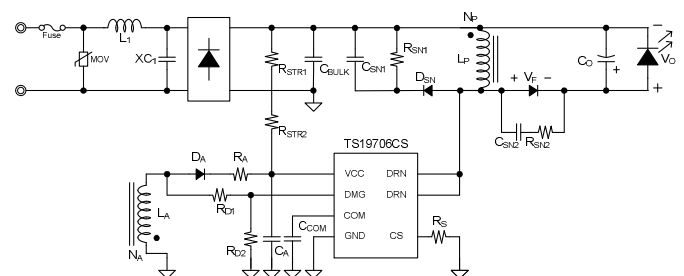 Fuse
MOV
L1
XC1
RSTR1
CBULK
CSN1
RSN1
DSN
NP
LP
+ VF −
CSN2
RSN2
CO
+
−
VO
+
RSTR2
TS19706CS
VCC
DMG
COM
GND
DRN
DRN
CS
RS
DA
RA
RD1
RD2
LA
NA
CA
CCOM